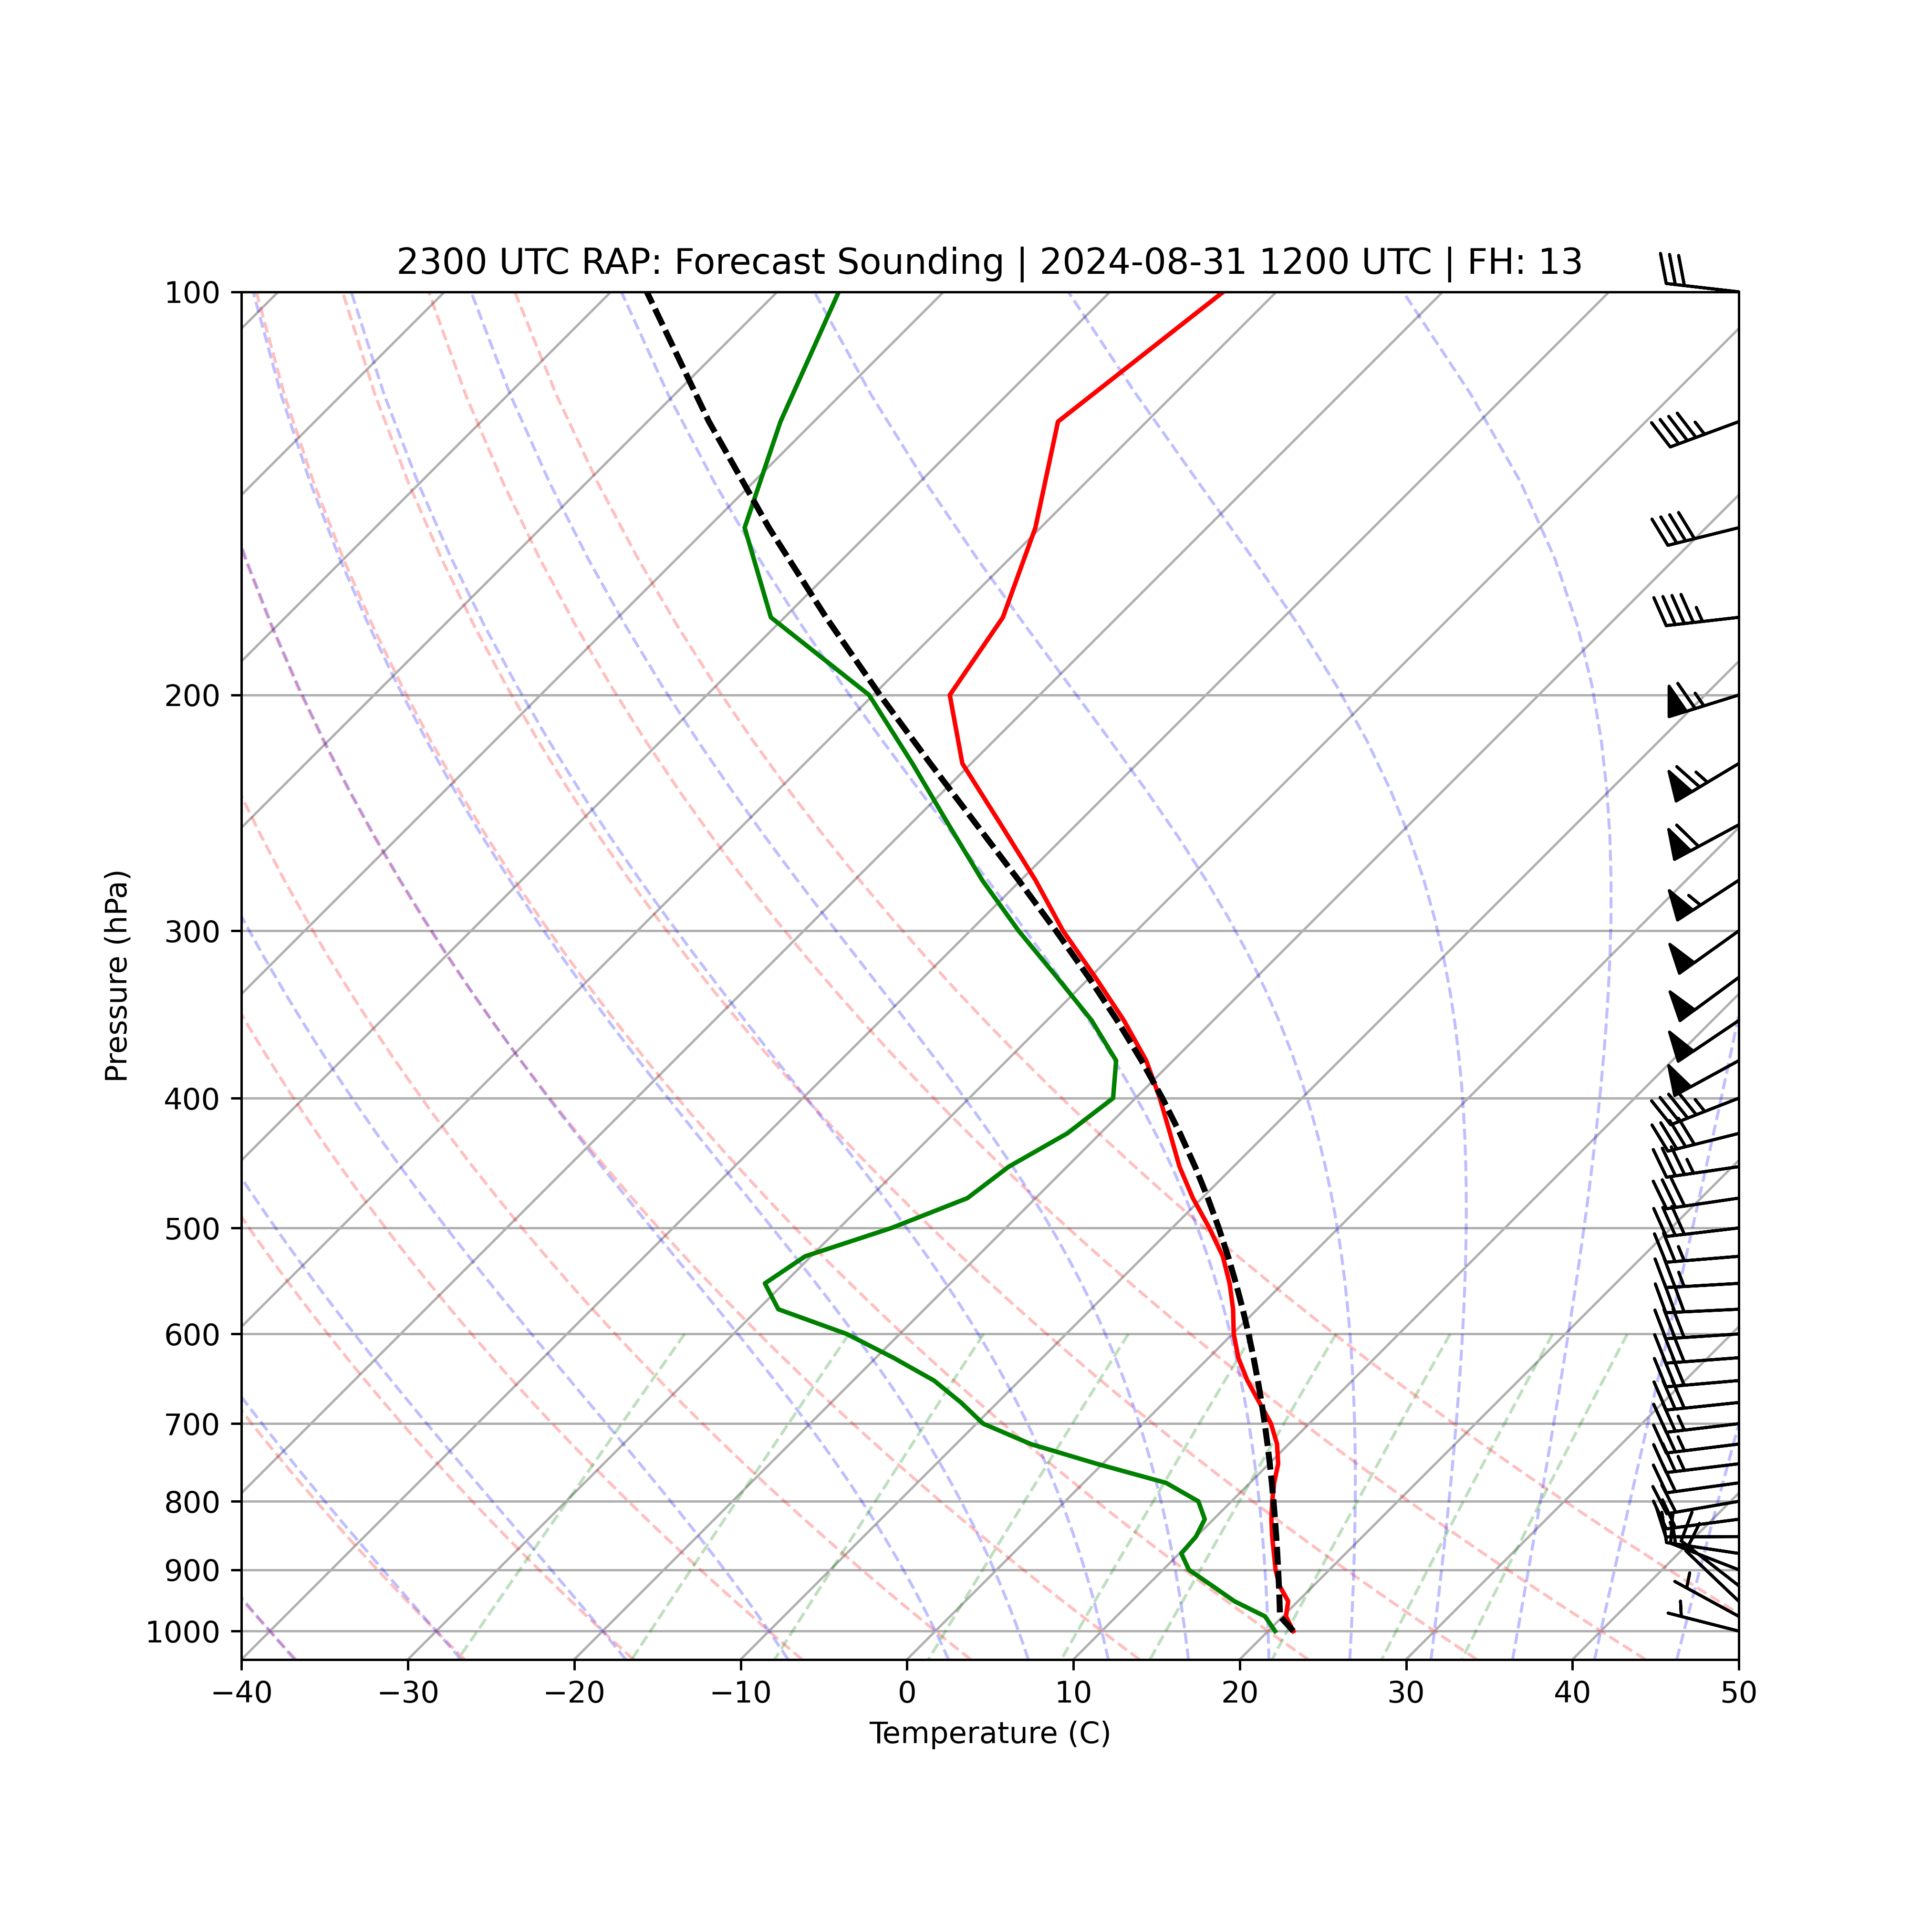 2300 UTC RAP: Forecast Sounding | 2024-08-31 1200 UTC | FH: 13
100
200
300
400
500
600
700
800
900
1000
Pressure (hPa)
−40 −30 −20 −10 0 10 20 30 40 50
Temperature (C)